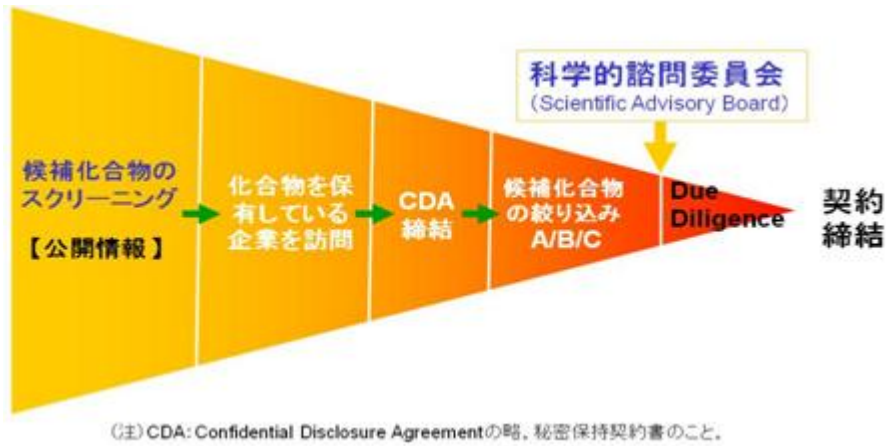 科学的諮問委員会
(Scientific Advisory Board)
候補化合物の
スクリーニング
【公開情報】
化合物を保
有している
企業を訪問
CDA
締結
候補化合物
の絞り込み
A/B/C
Due
Diligence
契約
締結
(注)CDA:Confidential Disclosure Agreementの略。秘密保持契約書のこと。